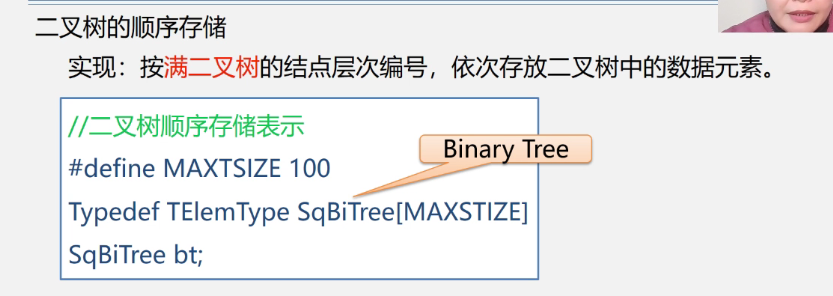 二叉树的顺序存储
实现：按满二叉树的结点层次编号，依次存放二叉树中的数据元素。
//二叉树顺序存储表示
Binary Tree
#define MAXTSIZE 100
Typedef TElemType SqBiTree[MAXSTIZE]
SqBiTree bt;